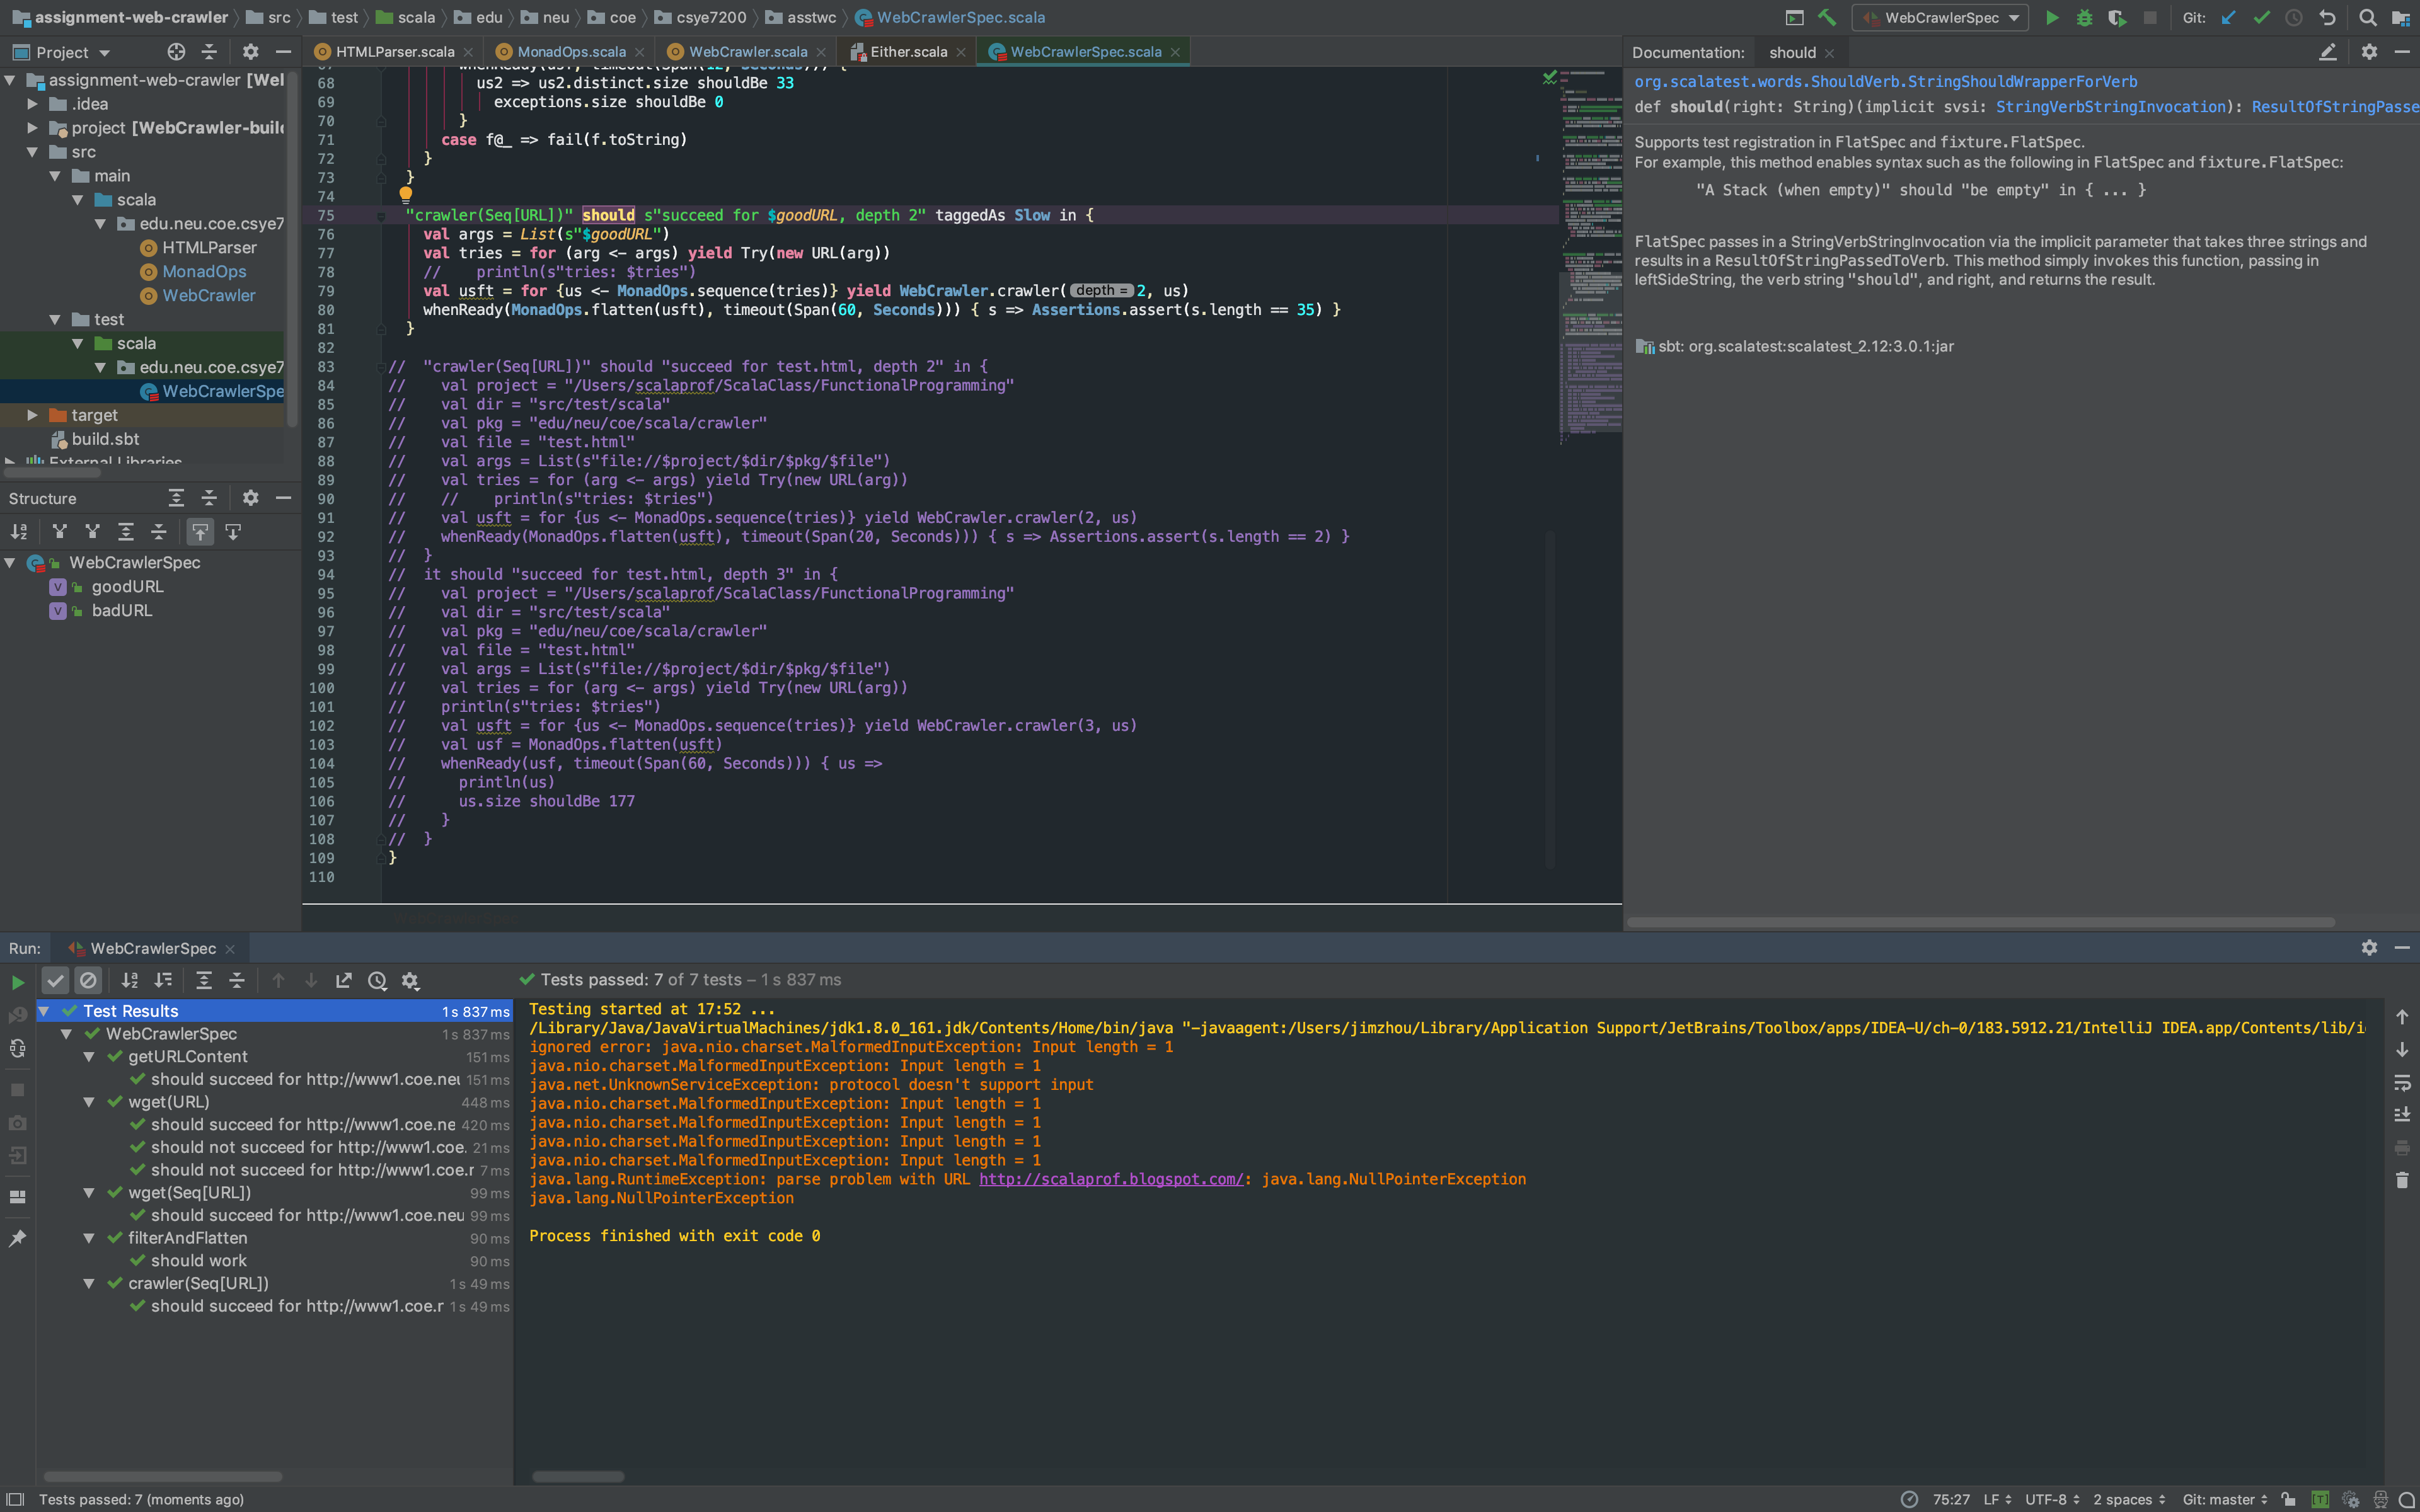 assignment-web-crawler src test scala edu neu coe csye7200 asstwc WebCrawlerSpec.scala
WebCrawlerSpec Git:
Project
HTMLParser.scala MonadOps.scala WebCrawler.scala Either.scala WebCrawlerSpec.scala
Documentation: should
assignment-web-crawler [Wel
.idea
project [WebCrawler-build
src
main
scala
edu.neu.coe.csye7
HTMLParser
MonadOps
WebCrawler
test
scala
edu.neu.coe.csye7
WebCrawlerSpe
target
build.sbt
External Libraries
Structure
WebCrawlerSpec
goodURL
badURL
68 us2 => us2.distinct.size shouldBe 33
69 exceptions.size shouldBe 0
70 }
71 case f@_ => fail(f.toString)
72 }
73 }
74
75 "crawler(Seq[URL])" should s"succeed for $goodURL, depth 2" taggedAs Slow in {
76 val args = List(s"$goodURL")
77 val tries = for (arg <- args) yield Try(new URL(arg))
78 // println(s"tries: $tries")
79 val usft = for {us <- MonadOps.sequence(tries)} yield WebCrawler.crawler( depth = 2, us)
80 whenReady(MonadOps.flatten(usft), timeout(Span(60, Seconds))) { s => Assertions.assert(s.length == 35) }
81 }
82
83 // "crawler(Seq[URL])" should "succeed for test.html, depth 2" in {
84 // val project = "/Users/scalaprof/ScalaClass/FunctionalProgramming"
85 // val dir = "src/test/scala"
86 // val pkg = "edu/neu/coe/scala/crawler"
87 // val file = "test.html"
88 // val args = List(s"file://$project/$dir/$pkg/$file")
89 // val tries = for (arg <- args) yield Try(new URL(arg))
90 // // println(s"tries: $tries")
91 // val usft = for {us <- MonadOps.sequence(tries)} yield WebCrawler.crawler(2, us)
92 // whenReady(MonadOps.flatten(usft), timeout(Span(20, Seconds))) { s => Assertions.assert(s.length == 2) }
93 // }
94 // it should "succeed for test.html, depth 3" in {
95 // val project = "/Users/scalaprof/ScalaClass/FunctionalProgramming"
96 // val dir = "src/test/scala"
97 // val pkg = "edu/neu/coe/scala/crawler"
98 // val file = "test.html"
99 // val args = List(s"file://$project/$dir/$pkg/$file")
100 // val tries = for (arg <- args) yield Try(new URL(arg))
101 // println(s"tries: $tries")
102 // val usft = for {us <- MonadOps.sequence(tries)} yield WebCrawler.crawler(3, us)
103 // val usf = MonadOps.flatten(usft)
104 // whenReady(usf, timeout(Span(60, Seconds))) { us =>
105 // println(us)
106 // us.size shouldBe 177
107 // }
108 // }
109 }
110
org.scalatest.words.ShouldVerb.StringShouldWrapperForVerb
def should(right: String)(implicit svsi: StringVerbStringInvocation): ResultOfStringPasse
Supports test registration in FlatSpec and fixture.FlatSpec.
For example, this method enables syntax such as the following in FlatSpec and fixture.FlatSpec:
"A Stack (when empty)" should "be empty" in { ... }
FlatSpec passes in a StringVerbStringInvocation via the implicit parameter that takes three strings and
results in a ResultOfStringPassedToVerb. This method simply invokes this function, passing in
leftSideString, the verb string "should", and right, and returns the result.
sbt: org.scalatest:scalatest_2.12:3.0.1:jar
Run: WebCrawlerSpec
Tests passed: 7 of 7 tests – 1 s 837 ms
Test Results 1 s 837 ms
WebCrawlerSpec 1 s 837 ms
getURLContent 151 ms
should succeed for http://www1.coe.neu 151 ms
wget(URL) 448 ms
should succeed for http://www1.coe.ne 420 ms
should not succeed for http://www1.coe. 21 ms
should not succeed for http://www1.coe.r 7 ms
wget(Seq[URL]) 99 ms
should succeed for http://www1.coe.neu 99 ms
filterAndFlatten 90 ms
should work 90 ms
crawler(Seq[URL]) 1 s 49 ms
should succeed for http://www1.coe.r 1 s 49 ms
Testing started at 17:52 ...
/Library/Java/JavaVirtualMachines/jdk1.8.0_161.jdk/Contents/Home/bin/java "-javaagent:/Users/jimzhou/Library/Application Support/JetBrains/Toolbox/apps/IDEA-U/ch-0/183.5912.21/IntelliJ IDEA.app/Contents/lib/i
ignored error: java.nio.charset.MalformedInputException: Input length = 1
java.nio.charset.MalformedInputException: Input length = 1
java.net.UnknownServiceException: protocol doesn't support input
java.nio.charset.MalformedInputException: Input length = 1
java.nio.charset.MalformedInputException: Input length = 1
java.nio.charset.MalformedInputException: Input length = 1
java.nio.charset.MalformedInputException: Input length = 1
java.lang.RuntimeException: parse problem with URL http://scalaprof.blogspot.com/: java.lang.NullPointerException
java.lang.NullPointerException
Process finished with exit code 0
Tests passed: 7 (moments ago)
75:27 LF UTF-8 2 spaces Git: master [T]